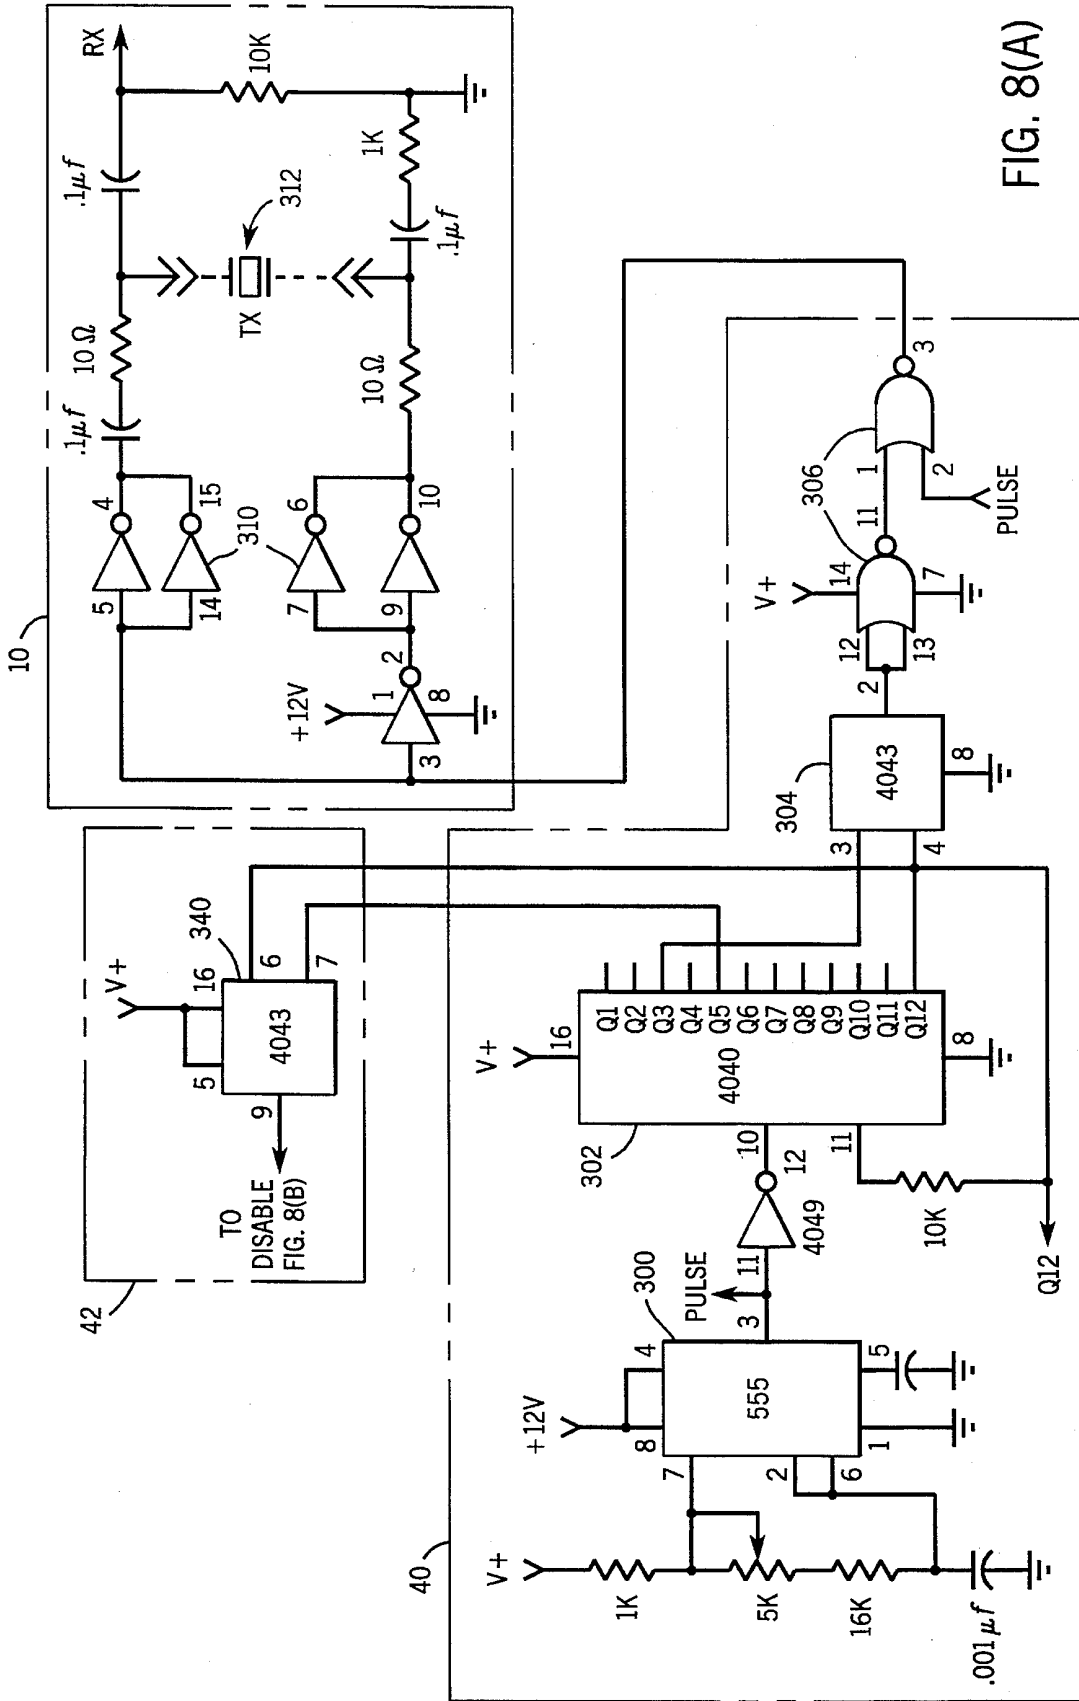 10
RX
.1µf
10 Ω
.1µf
10K
4
15
5
14
310
6
10
7
9
2
1
8
3
+12V
TX
312
10 Ω
1K
.1µf
42
V+
340
16
5
6
7
4043
9
TO
DISABLE
FIG. 8(B)
40
V+
1K
5K
16K
.001 µf
+12V
300
4
8
7
2
6
555
3
5
1
PULSE
11
12
4049
10
11
10K
Q12
302
V+
16
4040
Q1
Q2
Q3
Q4
Q5
Q6
Q7
Q8
Q9
Q10
Q11
Q12
8
304
3
4
4043
8
2
12
13
V+
14
7
11
306
1
2
3
PULSE
FIG. 8(A)